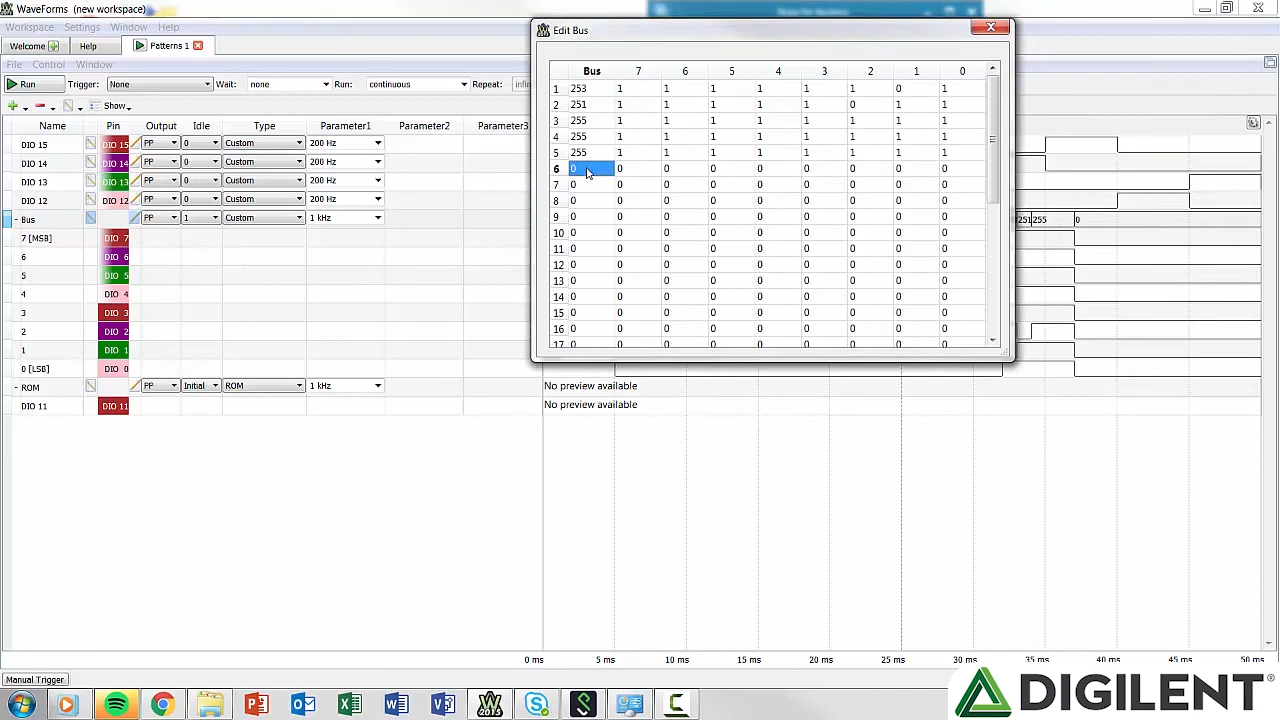 WaveForms (new workspace)
Workspace Settings Window Help
Welcome Help Patterns 1
File Control Window
Run Trigger: None Wait: none Run: continuous Repeat: infin
Show
Name Pin Output Idle Type Parameter1 Parameter2 Parameter3
DIO 15 DIO 15 PP 0 Custom 200 Hz
DIO 14 DIO 14 PP 0 Custom 200 Hz
DIO 13 DIO 13 PP 0 Custom 200 Hz
DIO 12 DIO 12 PP 0 Custom 200 Hz
- Bus PP 1 Custom 1 kHz
7 [MSB] DIO 7
6 DIO 6
5 DIO 5
4 DIO 4
3 DIO 3
2 DIO 2
1 DIO 1
0 [LSB] DIO 0
- ROM PP Initial ROM 1 kHz
DIO 11 DIO 11
Edit Bus
Bus 7 6 5 4 3 2 1 0
1 253 1 1 1 1 1 1 0 1
2 251 1 1 1 1 1 0 1 1
3 255 1 1 1 1 1 1 1 1
4 255 1 1 1 1 1 1 1 1
5 255 1 1 1 1 1 1 1 1
6 0 0 0 0 0 0 0 0 0
7 0 0 0 0 0 0 0 0 0
8 0 0 0 0 0 0 0 0 0
9 0 0 0 0 0 0 0 0 0
10 0 0 0 0 0 0 0 0 0
11 0 0 0 0 0 0 0 0 0
12 0 0 0 0 0 0 0 0 0
13 0 0 0 0 0 0 0 0 0
14 0 0 0 0 0 0 0 0 0
15 0 0 0 0 0 0 0 0 0
16 0 0 0 0 0 0 0 0 0
17 0 0 0 0 0 0 0 0 0
251 255 0
No preview available
No preview available
0 ms 5 ms 10 ms 15 ms 20 ms 25 ms 30 ms 35 ms 40 ms 45 ms 50 ms
Manual Trigger
2015
DIGILENT®